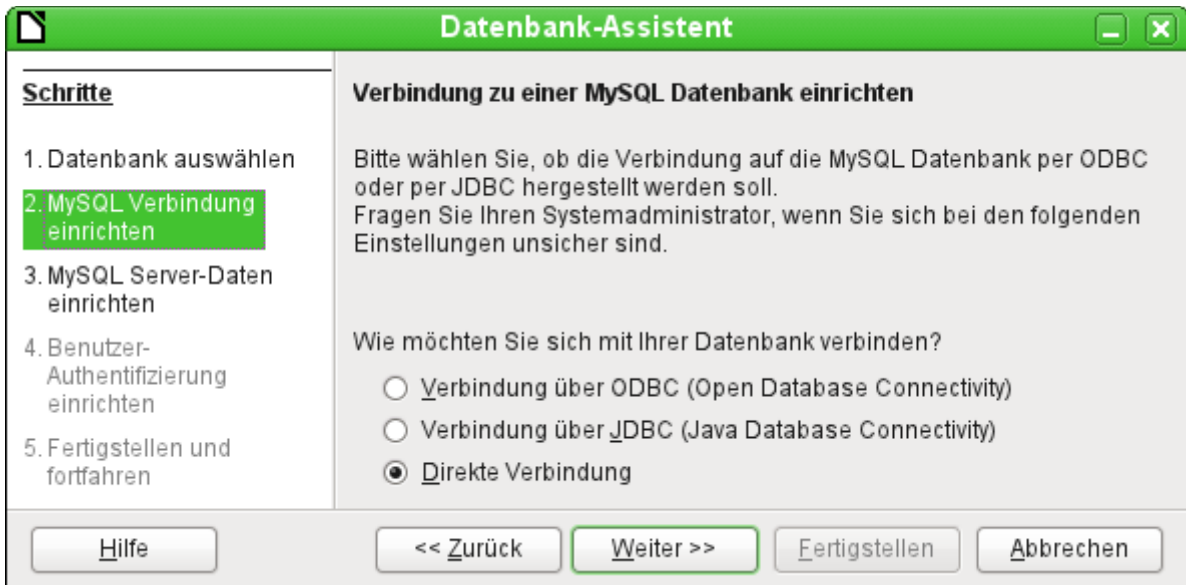 Datenbank-Assistent
Schritte
1. Datenbank auswählen
2. MySQL Verbindung
einrichten
3. MySQL Server-Daten
einrichten
4. Benutzer-
Authentifizierung
einrichten
5. Fertigstellen und
fortfahren
Verbindung zu einer MySQL Datenbank einrichten
Bitte wählen Sie, ob die Verbindung auf die MySQL Datenbank per ODBC
oder per JDBC hergestellt werden soll.
Fragen Sie Ihren Systemadministrator, wenn Sie sich bei den folgenden
Einstellungen unsicher sind.
Wie möchten Sie sich mit Ihrer Datenbank verbinden?
Verbindung über ODBC (Open Database Connectivity)
Verbindung über JDBC (Java Database Connectivity)
Direkte Verbindung
Hilfe
<< Zurück
Weiter >>
Fertigstellen
Abbrechen